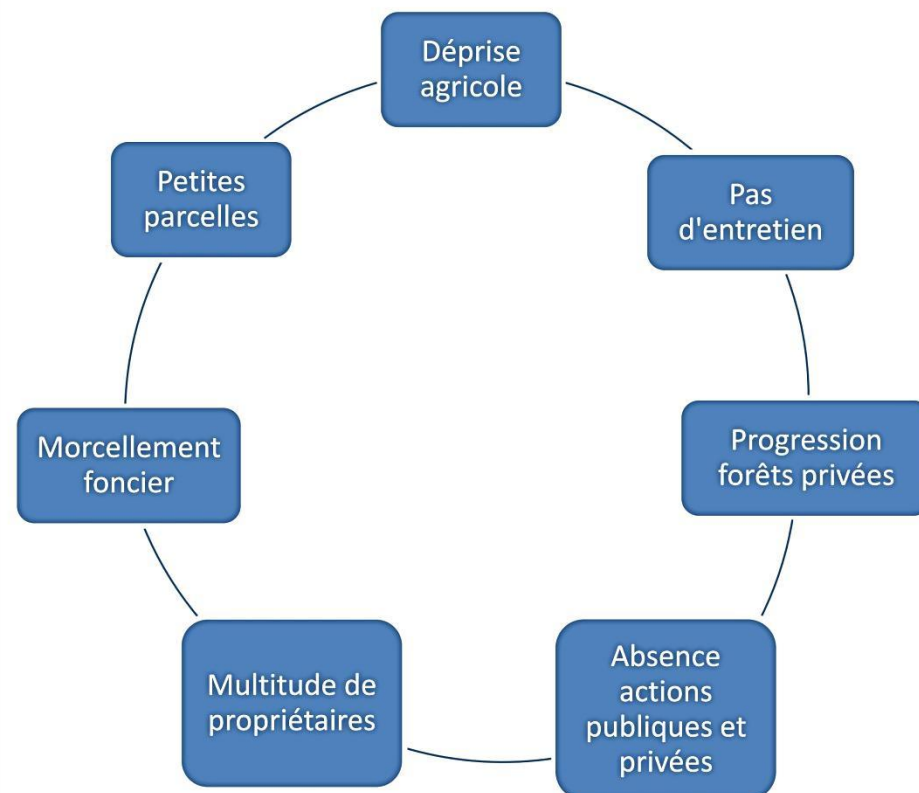 Déprise
agricole
Pas
d'entretien
Progression
forêts privées
Absence
actions
publiques et
privées
Multitude de
propriétaires
Morcellement
foncier
Petites
parcelles